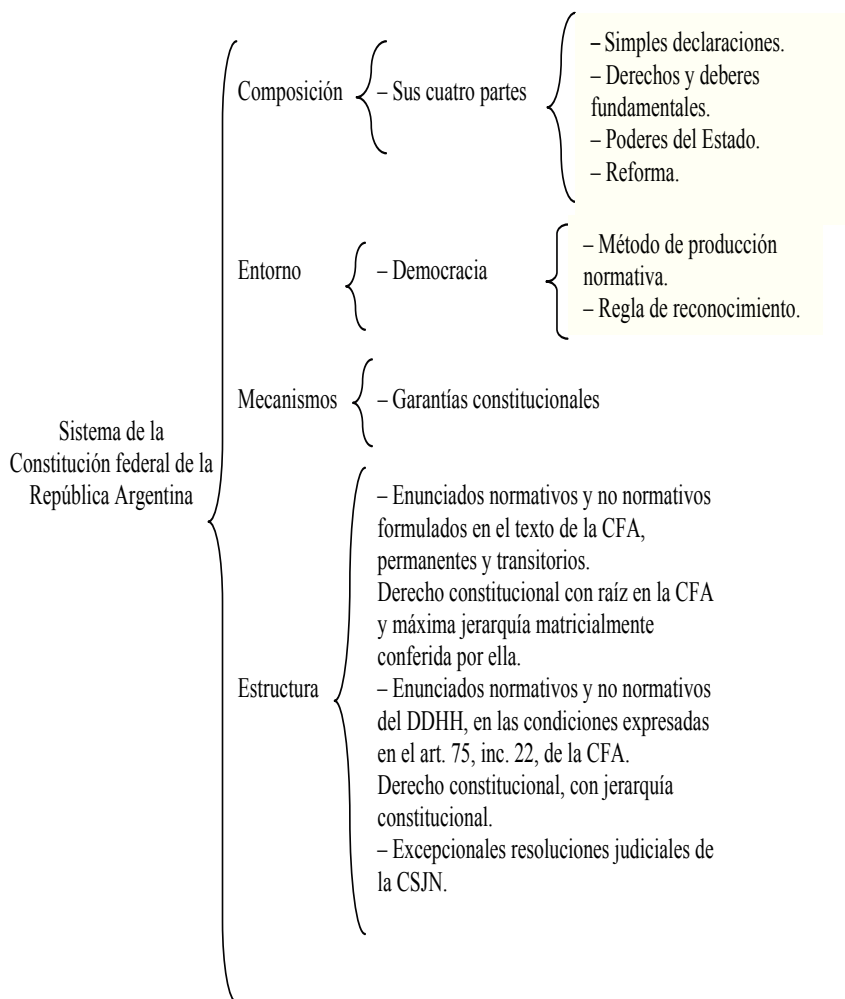 Sistema de la
Constitución federal de la
República Argentina
Composición
– Sus cuatro partes
– Simples declaraciones.
– Derechos y deberes
fundamentales.
– Poderes del Estado.
– Reforma.
Entorno
– Democracia
– Método de producción
normativa.
– Regla de reconocimiento.
Mecanismos
– Garantías constitucionales
Estructura
– Enunciados normativos y no normativos
formulados en el texto de la CFA,
permanentes y transitorios.
Derecho constitucional con raíz en la CFA
y máxima jerarquía matricialmente
conferida por ella.
– Enunciados normativos y no normativos
del DDHH, en las condiciones expresadas
en el art. 75, inc. 22, de la CFA.
Derecho constitucional, con jerarquía
constitucional.
– Excepcionales resoluciones judiciales de
la CSJN.